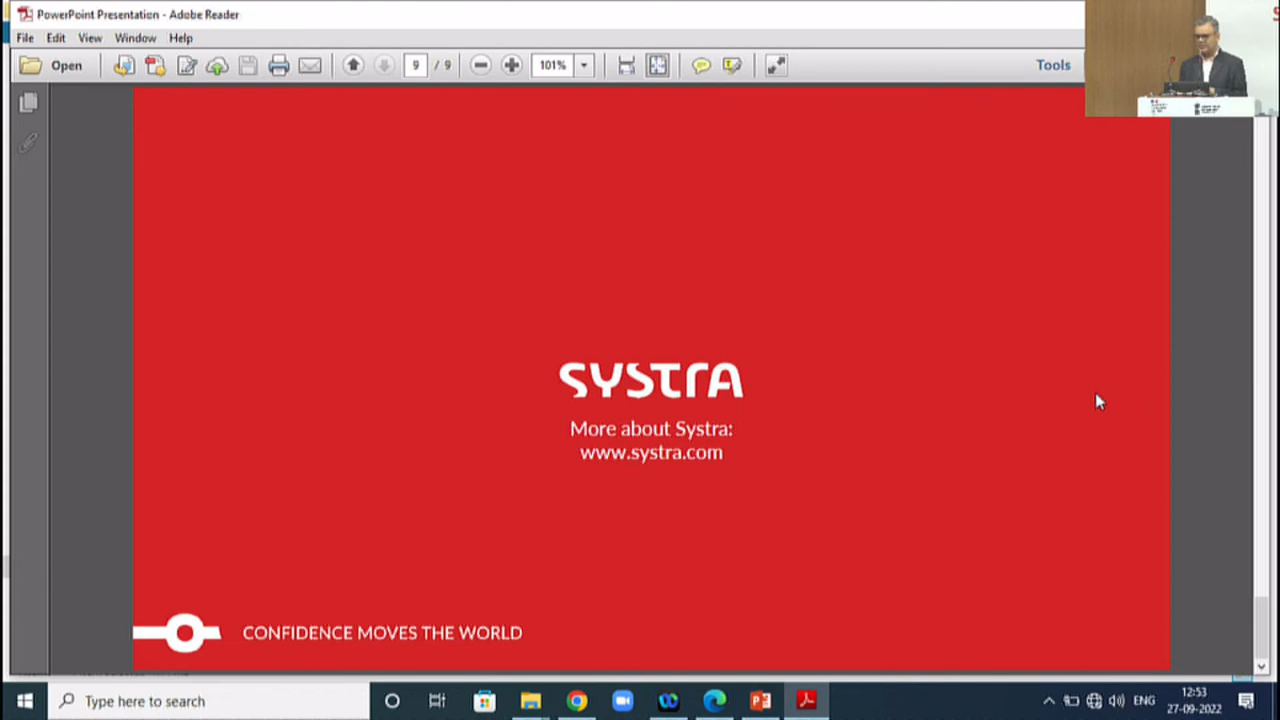 PowerPoint Presentation - Adobe Reader
File Edit View Window Help
Open
9 / 9
101%
Tools
SYSTRA
More about Systra:
www.systra.com
CONFIDENCE MOVES THE WORLD
Type here to search
ENG
12:53
27-09-2022